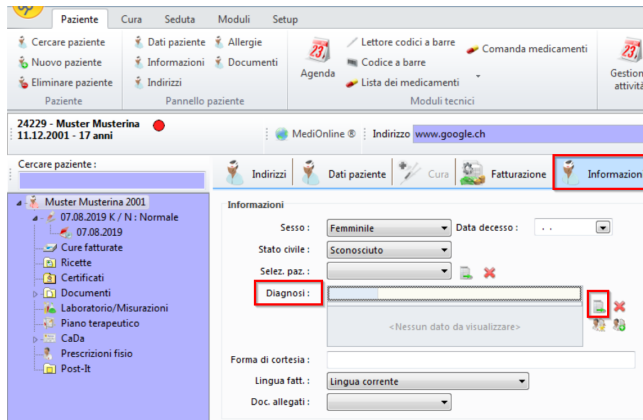 Paziente Cura Seduta Moduli Setup
Cercare paziente Dati paziente Allergie Lettore codici a barre Comanda medicamenti
Nuovo paziente Informazioni Documenti Codice a barre
Eliminare paziente Indirizzi Agenda Lista dei medicamenti Gestion attività
Paziente Pannello paziente Moduli tecnici
24229 - Muster Musterina
11.12.2001 - 17 anni
MediOnline ® Indirizzo www.google.ch
Cercare paziente :
Indirizzi Dati paziente Cura Fatturazione Informazion
Muster Musterina 2001
07.08.2019 K / N : Normale
07.08.2019
Cure fatturate
Ricette
Certificati
Documenti
Laboratorio/Misurazioni
Piano terapeutico
CaDa
Prescrizioni fisio
Post-It
Informazioni
Sesso : Femminile Data decesso : . .
Stato civile : Sconosciuto
Selez. paz. :
Diagnosi :
<Nessun dato da visualizzare>
Forma di cortesia :
Lingua fatt. : Lingua corrente
Doc. allegati :